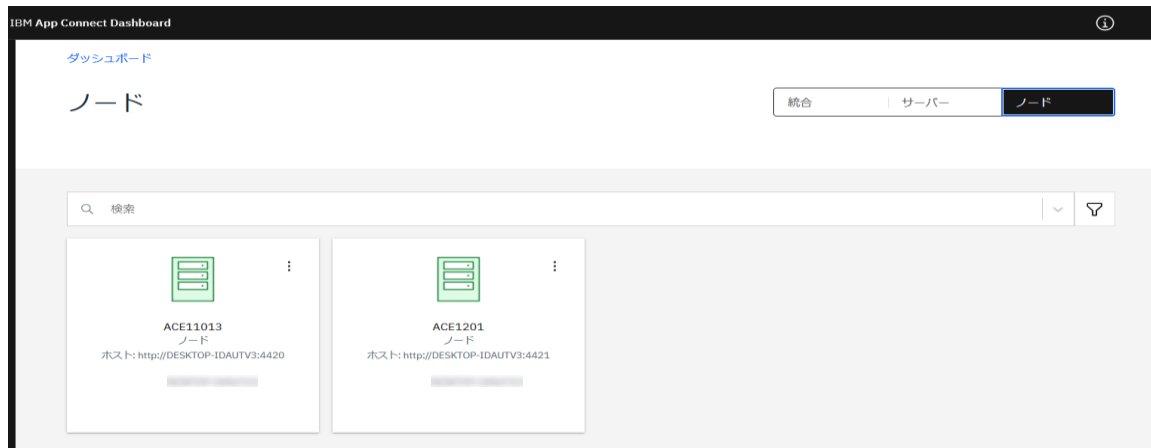 IBM App Connect Dashboard
ダッシュボード
ノード
統合 サーバー ノード
検索
ACE11013
ノード
ホスト: http://DESKTOP-IDAUTV3:4420
ACE1201
ノード
ホスト: http://DESKTOP-IDAUTV3:4421